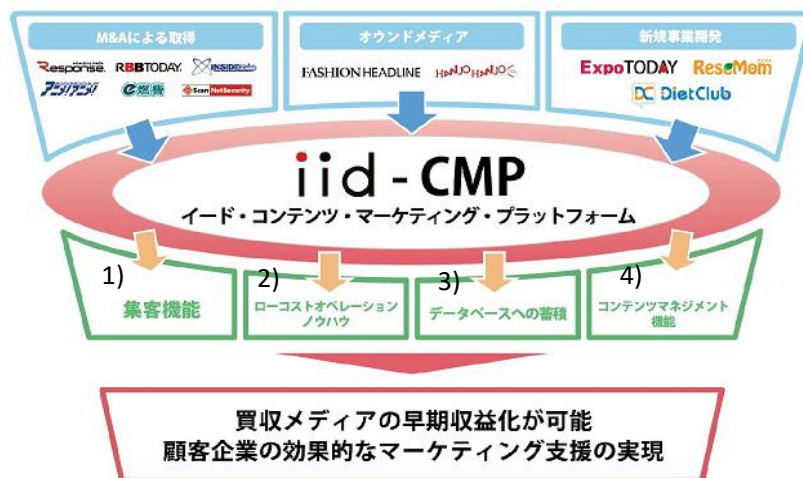 M&Aによる取得
オウンドメディア
新規事業開発
Response. RBBTODAY. INSIDE
アニメ!アニメ! e燃費 Scan NetSecurity
FASHION HEADLINE HANJO HANJO
ExpoTODAY ReseMom
DC DietClub
iid - CMP
イード・コンテンツ・マーケティング・プラットフォーム
1)
集客機能
2)
ローコストオペレーション
ノウハウ
3)
データベースへの蓄積
4)
コンテンツマネジメント
機能
買収メディアの早期収益化が可能
顧客企業の効果的なマーケティング支援の実現